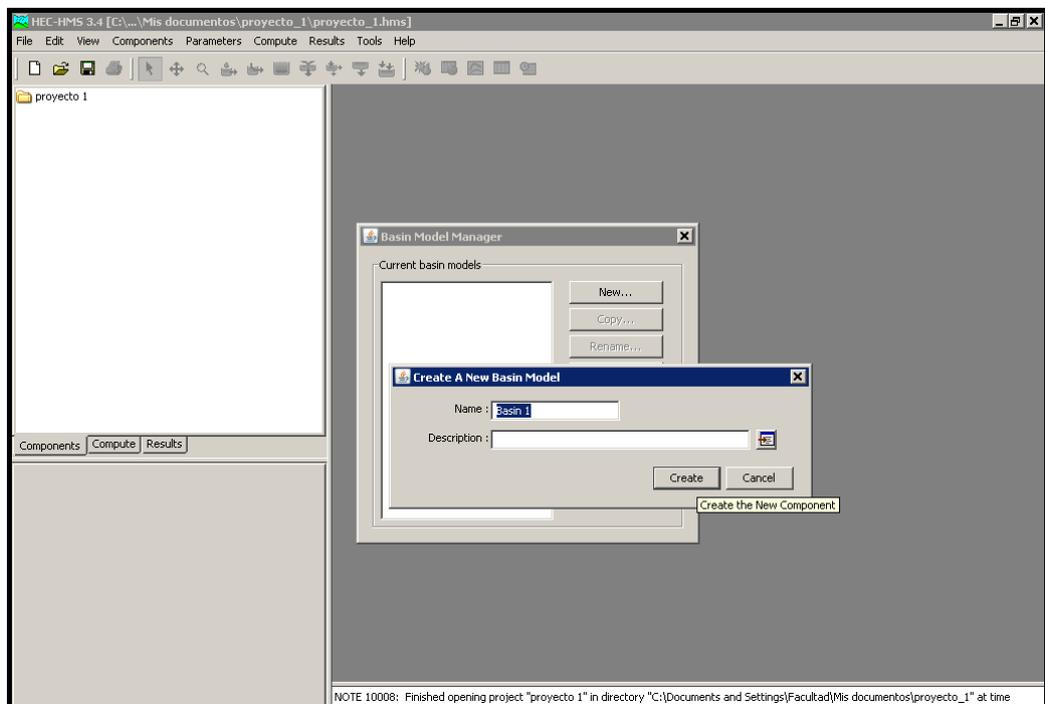 HEC-HMS 3.4 [C:\...\Mis documentos\proyecto_1\proyecto_1.hms]
File Edit View Components Parameters Compute Results Tools Help
proyecto 1
Basin Model Manager
Current basin models
New...
Copy...
Rename...
Create A New Basin Model
Name : Basin 1
Description :
Create Cancel
Create the New Component
Components Compute Results
NOTE 10008: Finished opening project "proyecto 1" in directory "C:\Documents and Settings\Facultad\Mis documentos\proyecto_1" at time